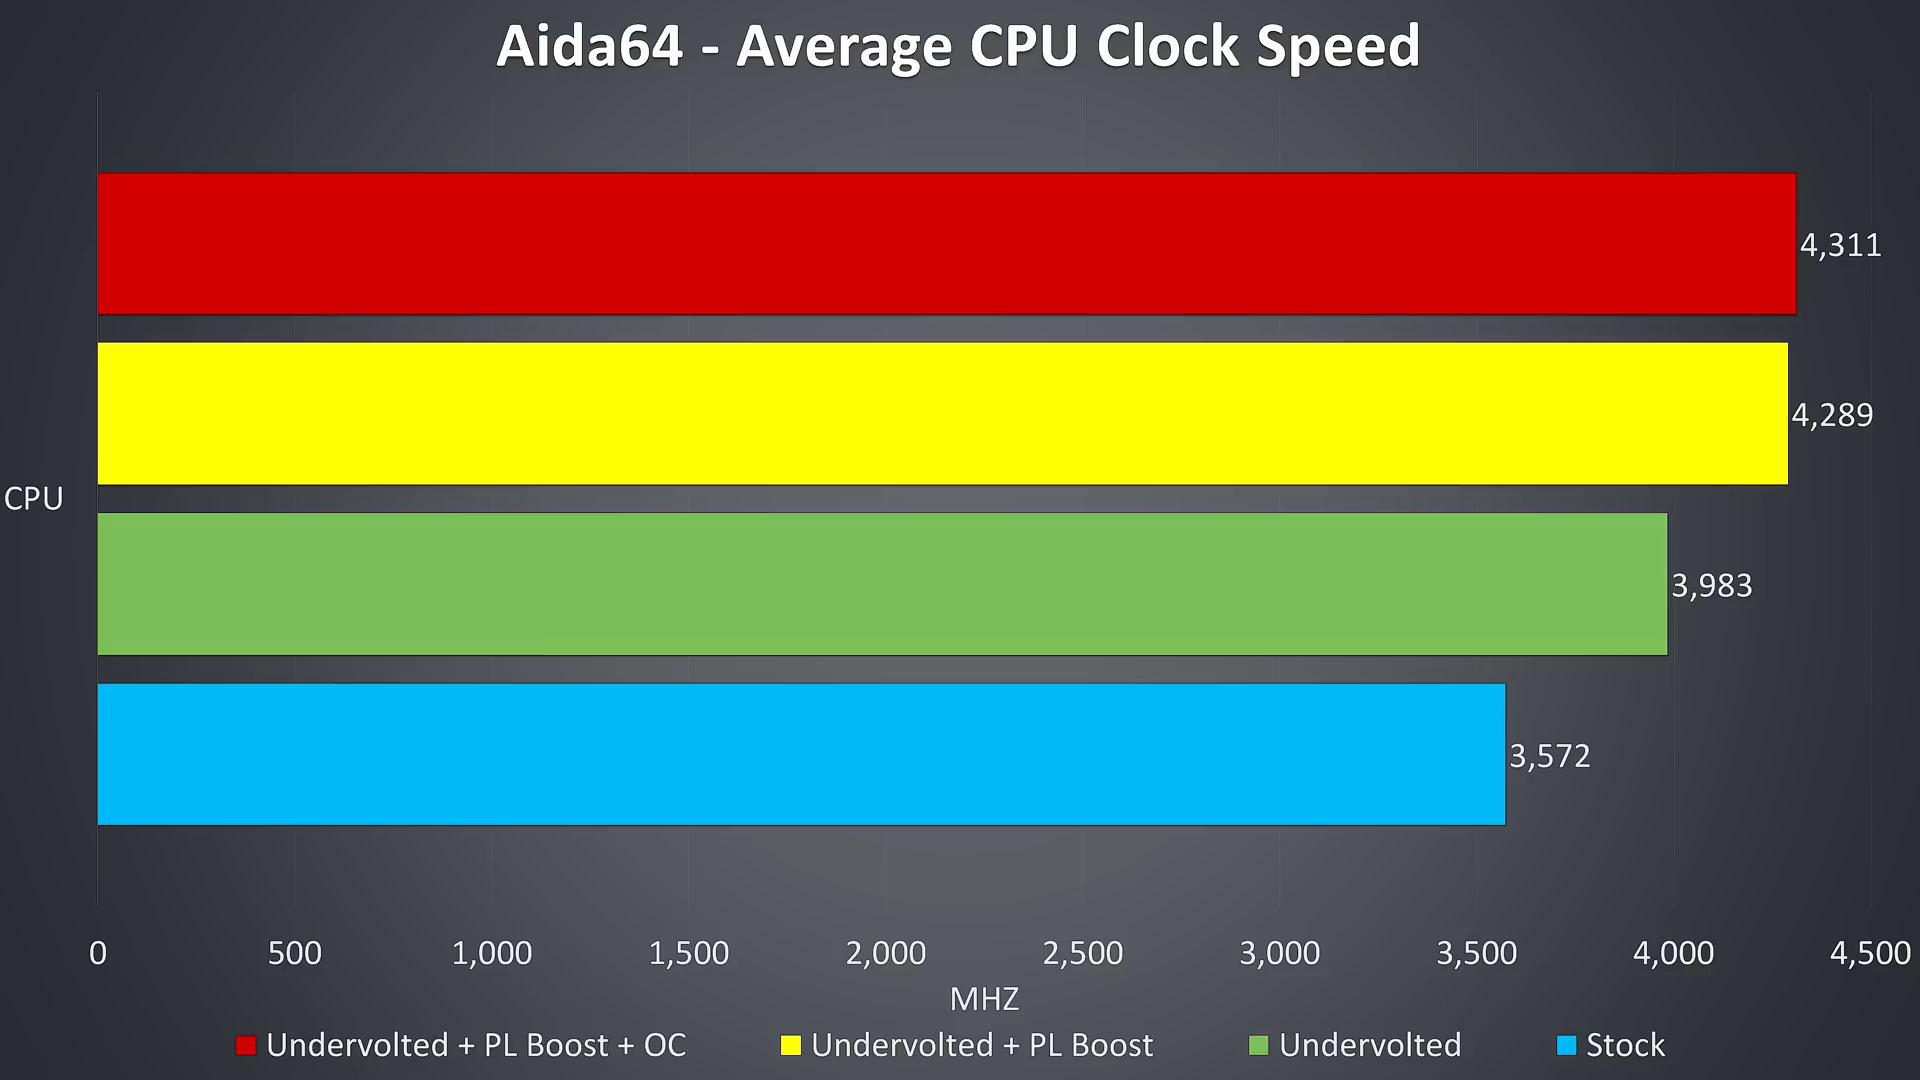 Aida64 - Average CPU Clock Speed
4,311
4,289
CPU
3,983
3,572
0 500 1,000 1,500 2,000 2,500 3,000 3,500 4,000 4,500
MHZ
Undervolted + PL Boost + OC Undervolted + PL Boost Undervolted Stock